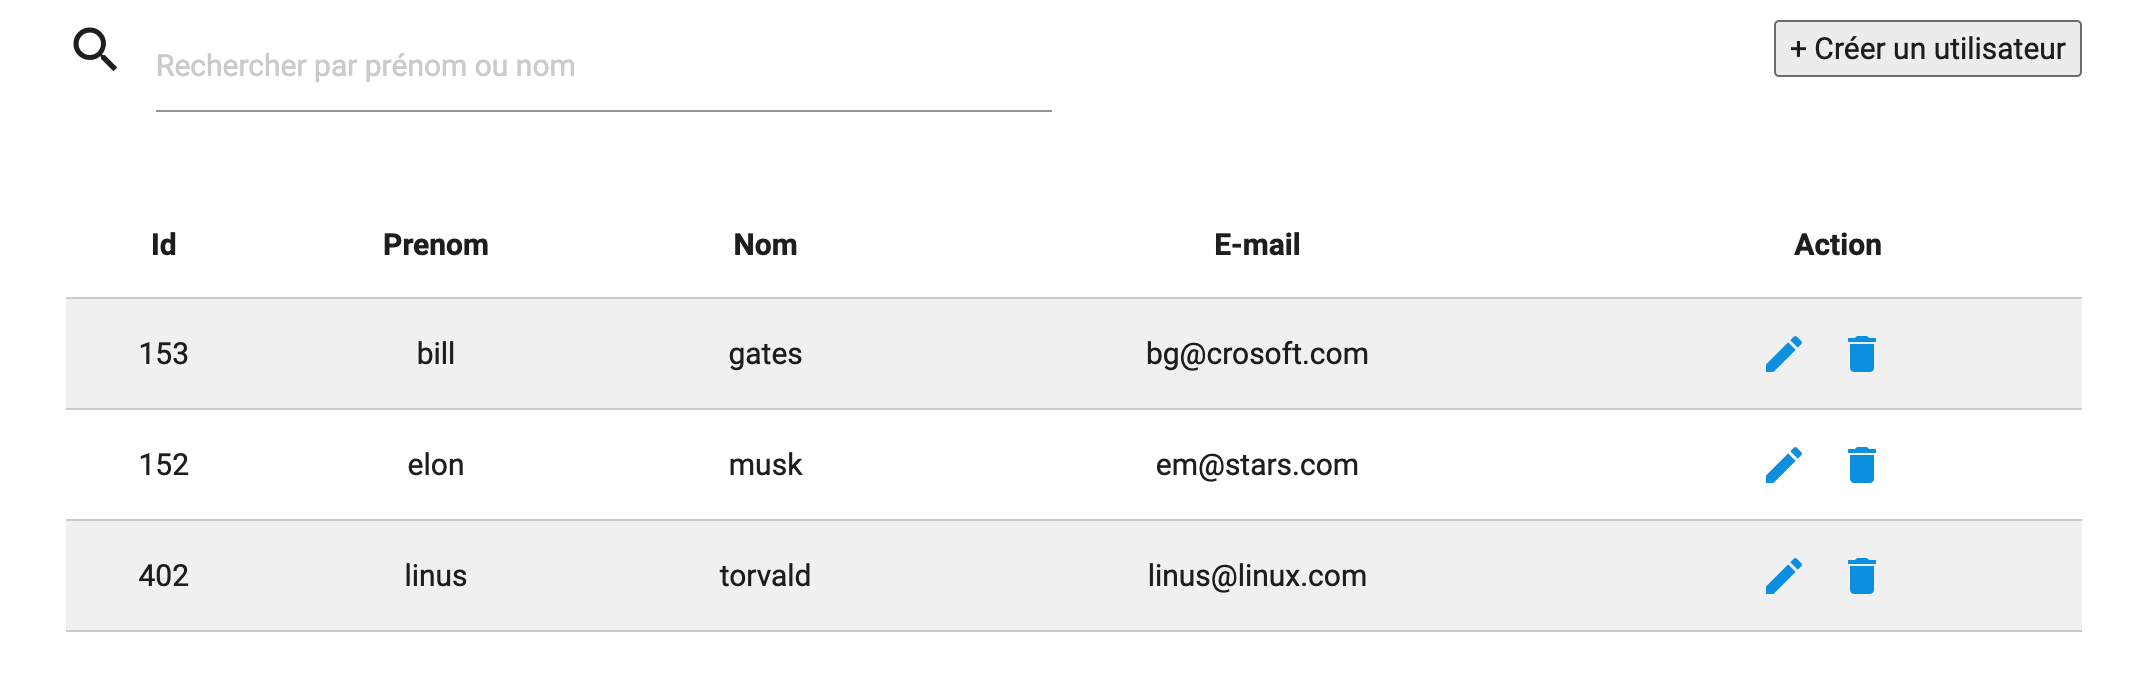 Rechercher par prénom ou nom
+ Créer un utilisateur
Id Prenom Nom E-mail Action
153 bill gates bg@crosoft.com
152 elon musk em@stars.com
402 linus torvald linus@linux.com